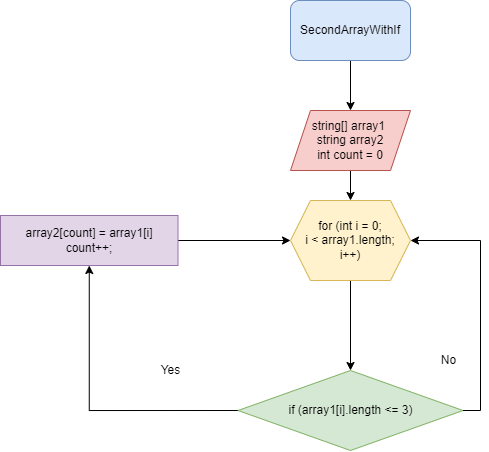 SecondArrayWithIf
string[] array1
string array2
int count = 0
for (int i = 0;
i < array1.length;
i++)
array2[count] = array1[i]
count++;
Yes
No
if (array1[i].length <= 3)